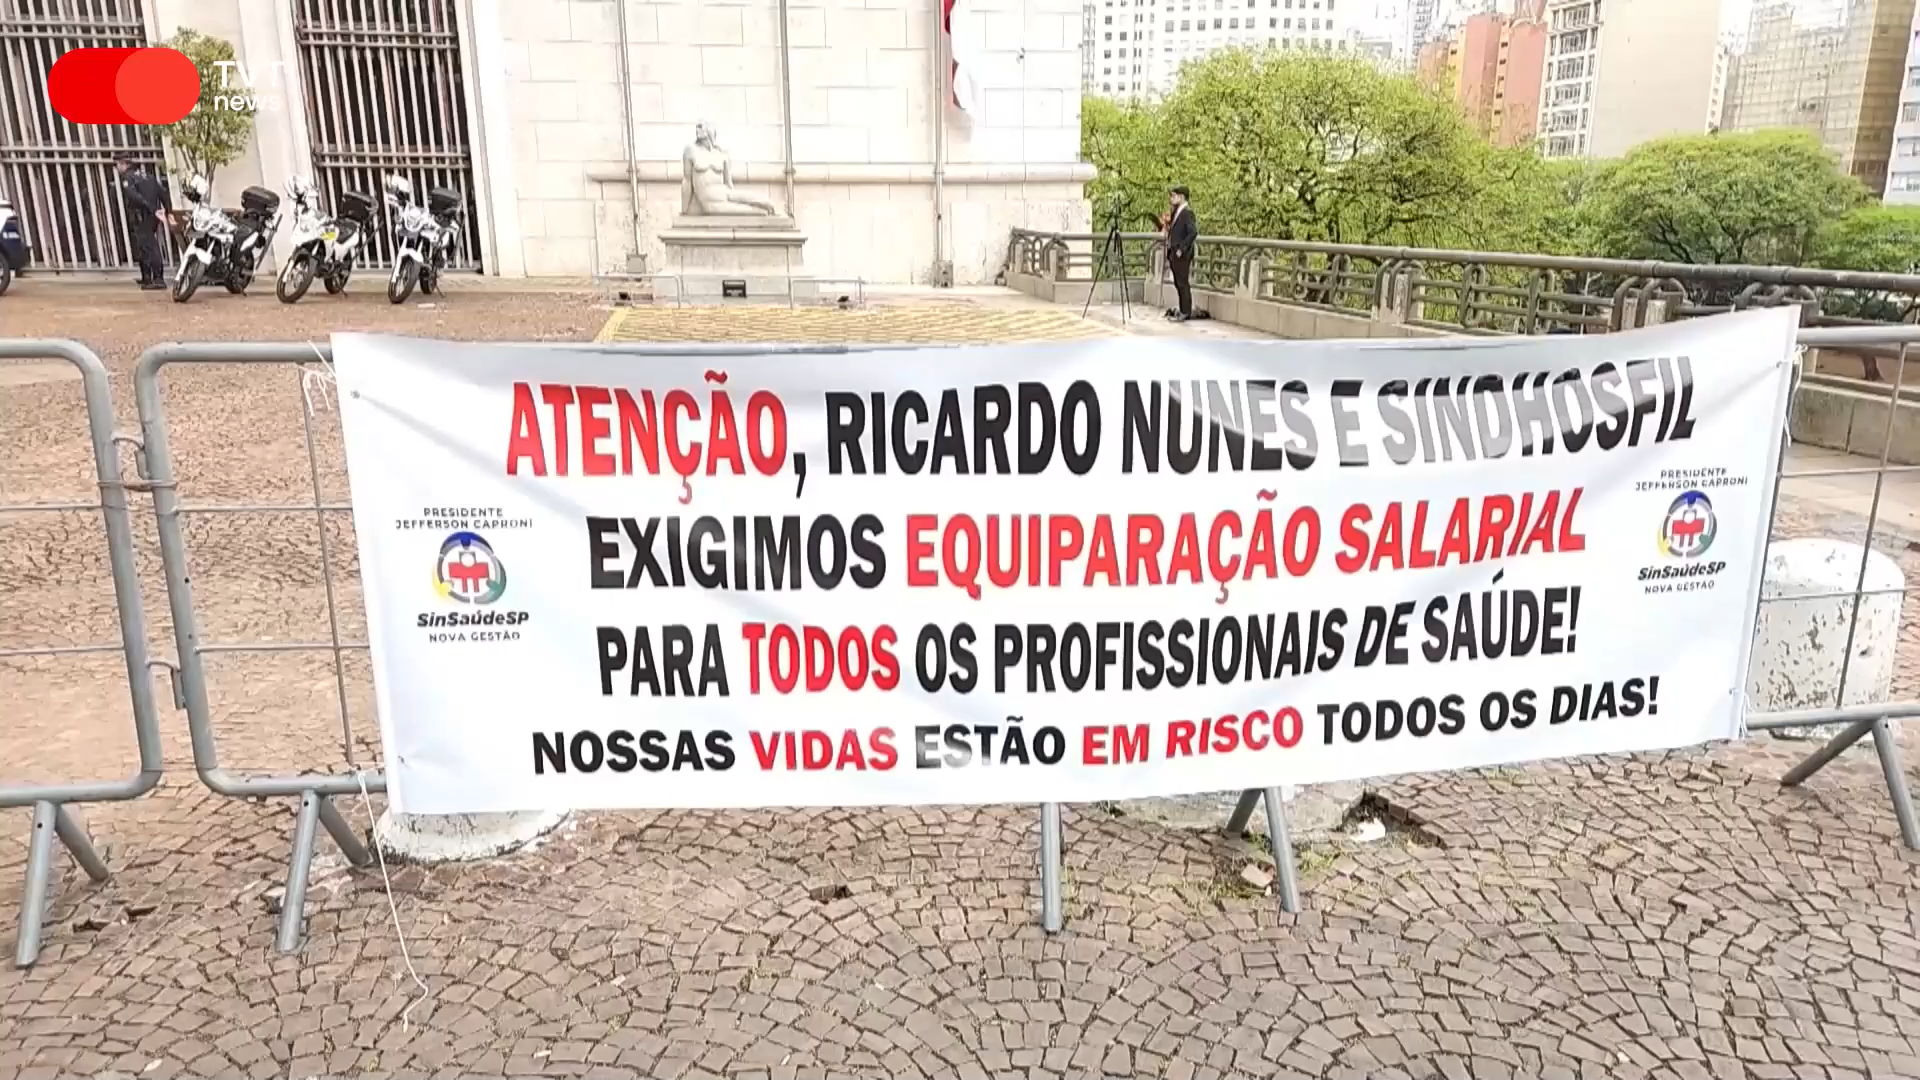 TVT
news
ATENÇÃO, RICARDO NUNES E SINDHOSFIL
EXIGIMOS EQUIPARAÇÃO SALARIAL
PARA TODOS OS PROFISSIONAIS DE SAÚDE!
NOSSAS VIDAS ESTÃO EM RISCO TODOS OS DIAS!
PRESIDENTE
JEFFERSON CAPRONI
SinSaúdeSP
NOVA GESTÃO
PRESIDENTE
JEFFERSON CAPRONI
SinSaúdeSP
NOVA GESTÃO